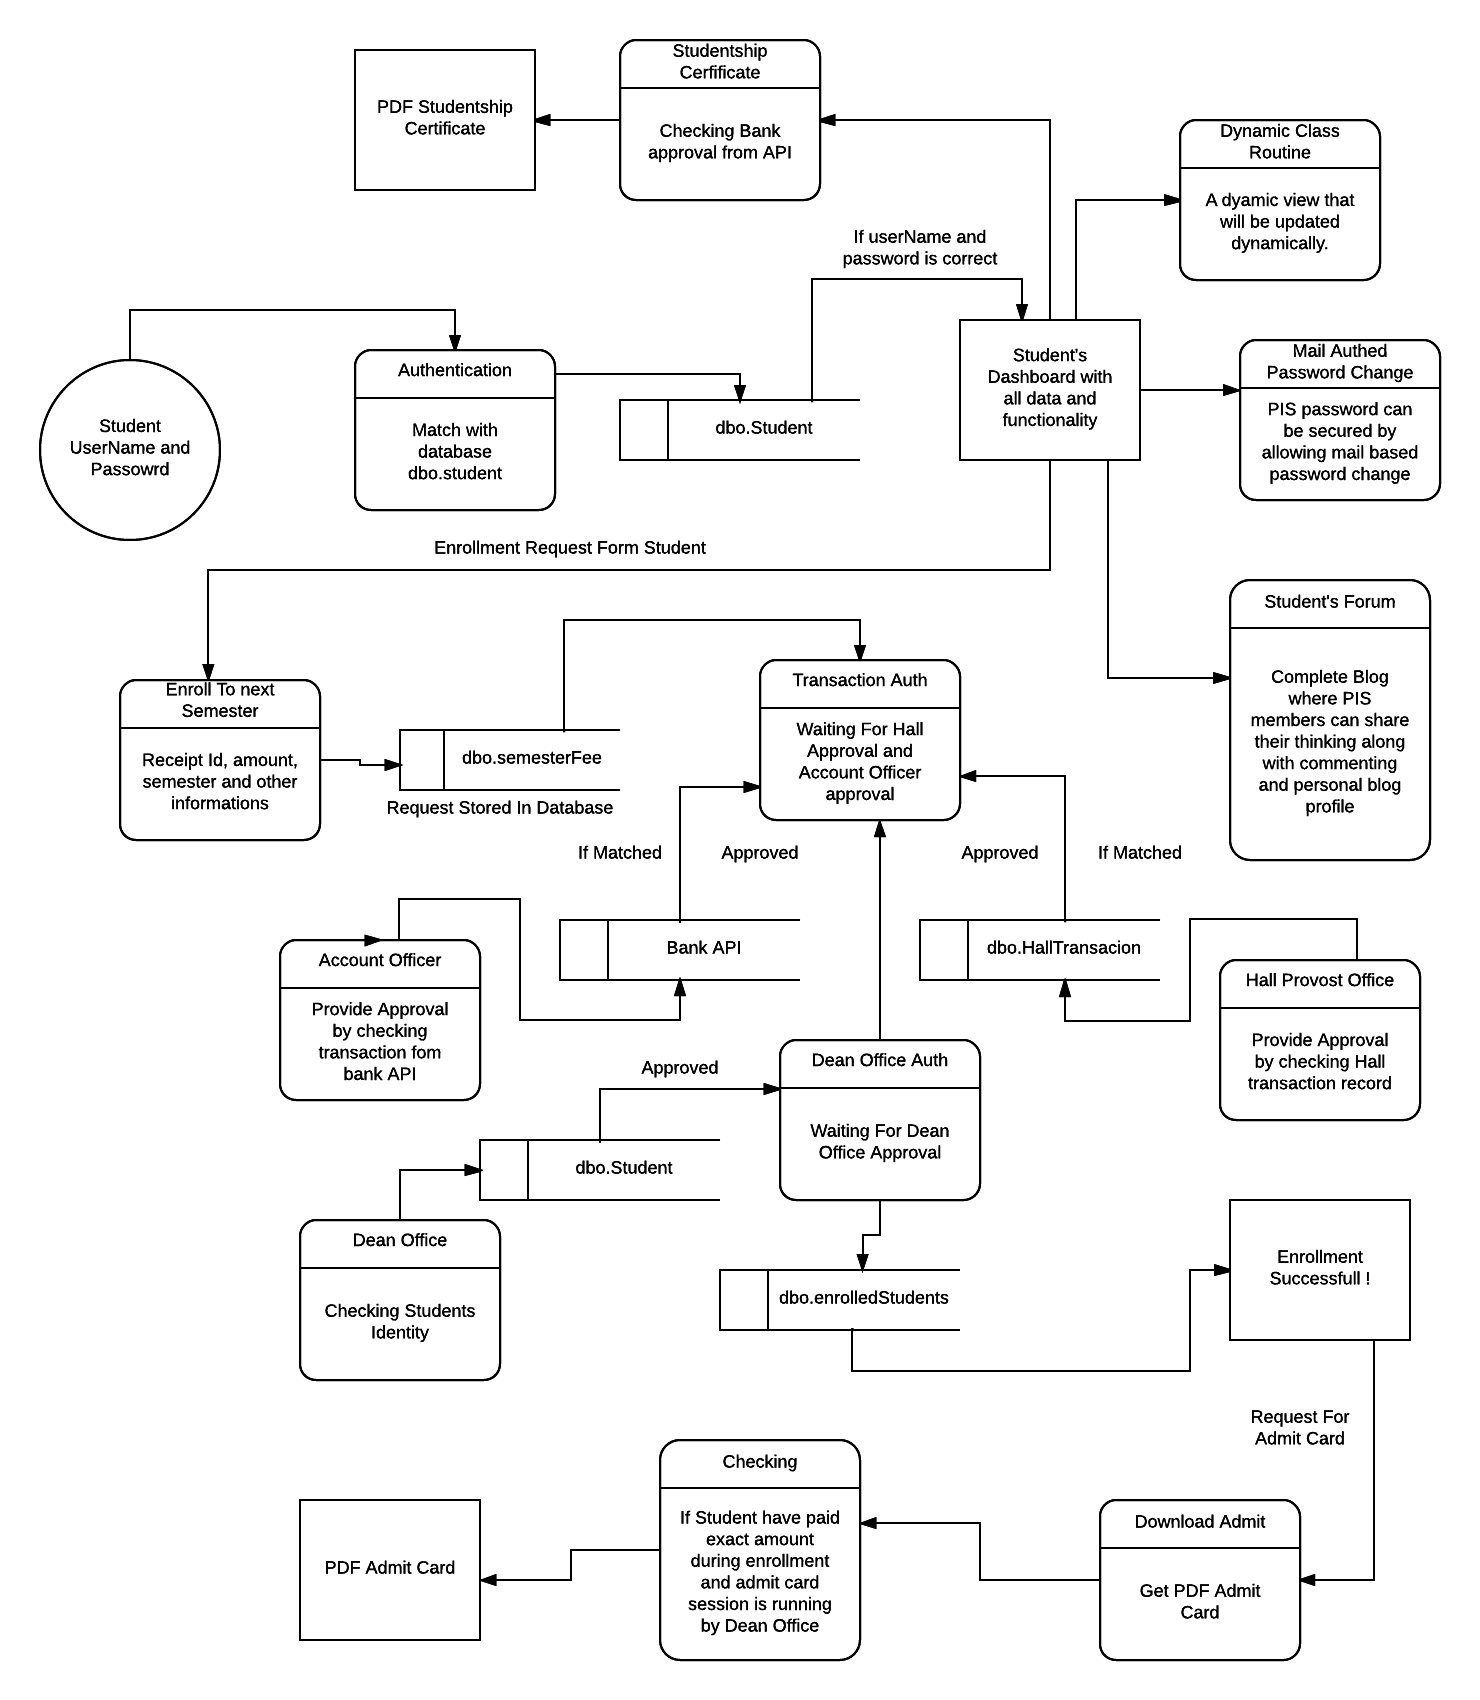 Studentship
Cerfificate
Checking Bank
approval from API
PDF Studentship
Certificate
Dynamic Class
Routine
A dyamic view that
will be updated
dynamically.
If userName and
password is correct
Student
UserName and
Passowrd
Authentication
Match with
database
dbo.student
dbo.Student
Student's
Dashboard with
all data and
functionality
Mail Authed
Password Change
PIS password can
be secured by
allowing mail based
password change
Enrollment Request Form Student
Student's Forum
Complete Blog
where PIS
members can share
their thinking along
with commenting
and personal blog
profile
Enroll To next
Semester
Receipt Id, amount,
semester and other
informations
dbo.semesterFee
Request Stored In Database
Transaction Auth
Waiting For Hall
Approval and
Account Officer
approval
If Matched
Approved
Approved
If Matched
Account Officer
Provide Approval
by checking
transaction fom
bank API
Bank API
dbo.HallTransacion
Hall Provost Office
Provide Approval
by checking Hall
transaction record
Approved
Dean Office Auth
Waiting For Dean
Office Approval
dbo.Student
Dean Office
Checking Students
Identity
dbo.enrolledStudents
Enrollment
Successfull !
Request For
Admit Card
Checking
If Student have paid
exact amount
during enrollment
and admit card
session is running
by Dean Office
Download Admit
Get PDF Admit
Card
PDF Admit Card